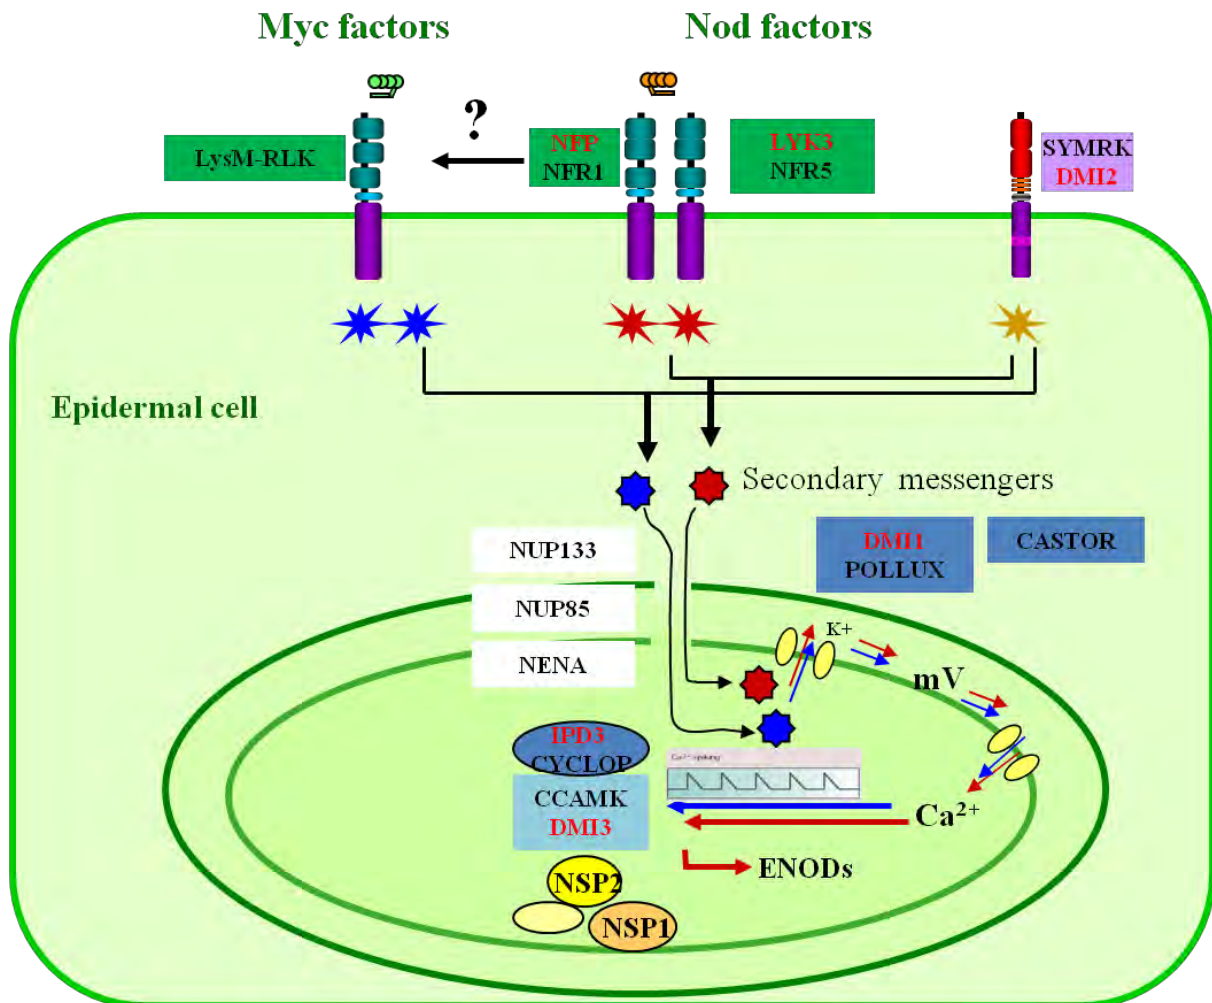 Myc factors
Nod factors
?
LysM-RLK
NFP
NFR1
LYK3
NFR5
SYMRK
DMI2
Epidermal cell
Secondary messengers
NUP133
DMI1
POLLUX
CASTOR
NUP85
K+
NENA
mV
IPD3
CYCLOP
CCAMK
DMI3
Ca2+
ENODs
NSP2
NSP1